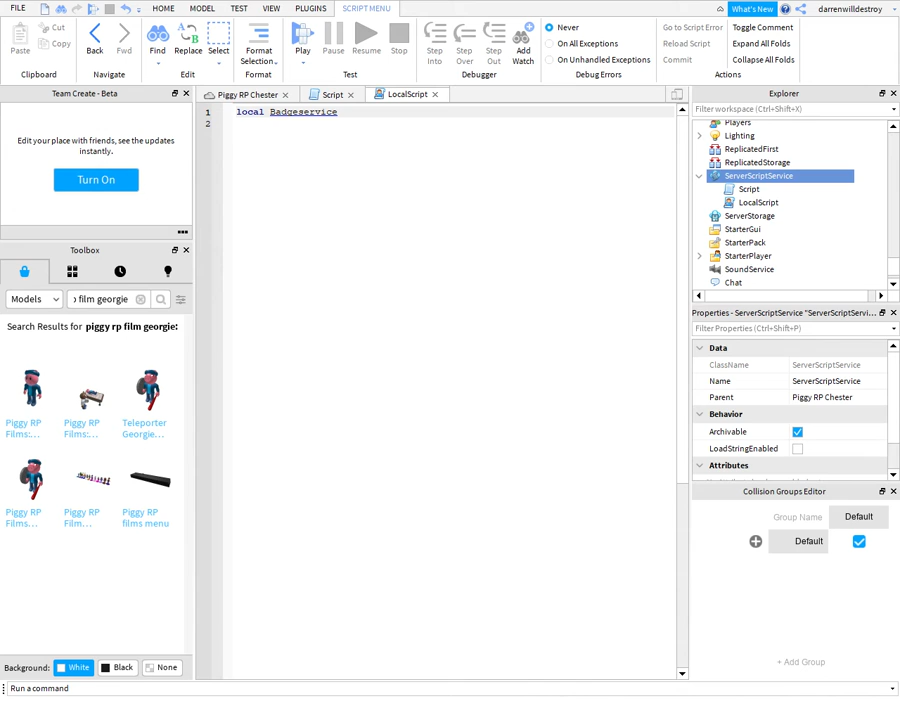 FILE HOME MODEL TEST VIEW PLUGINS SCRIPT MENU What's New darrenwilldestroy
Paste Cut Copy Back Fwd Find Replace Select Format Selection Play Pause Resume Stop Step Into Step Over Step Out Add Watch
Never
On All Exceptions
On Unhandled Exceptions
Go to Script Error
Reload Script
Commit
Toggle Comment
Expand All Folds
Collapse All Folds
Clipboard Navigate Edit Format Test Debugger Debug Errors Actions
Team Create - Beta
Edit your place with friends, see the updates
instantly.
Turn On
Toolbox
Models
film georgie
Search Results for piggy rp film georgie:
Piggy RP Films:...
Piggy RP Films:...
Teleporter Georgie...
Piggy RP Films...
Piggy RP Film...
Piggy RP films menu
Background: White Black None
Piggy RP Chester Script LocalScript
1 local Badgeservice
2
Explorer
Filter workspace (Ctrl+Shift+X)
Players
Lighting
ReplicatedFirst
ReplicatedStorage
ServerScriptService
Script
LocalScript
ServerStorage
StarterGui
StarterPack
StarterPlayer
SoundService
Chat
Properties - ServerScriptService "ServerScriptServi...
Filter Properties (Ctrl+Shift+P)
Data
ClassName ServerScriptService
Name ServerScriptService
Parent Piggy RP Chester
Behavior
Archivable
LoadStringEnabled
Attributes
Collision Groups Editor
Group Name Default
Default
+ Add Group
Run a command